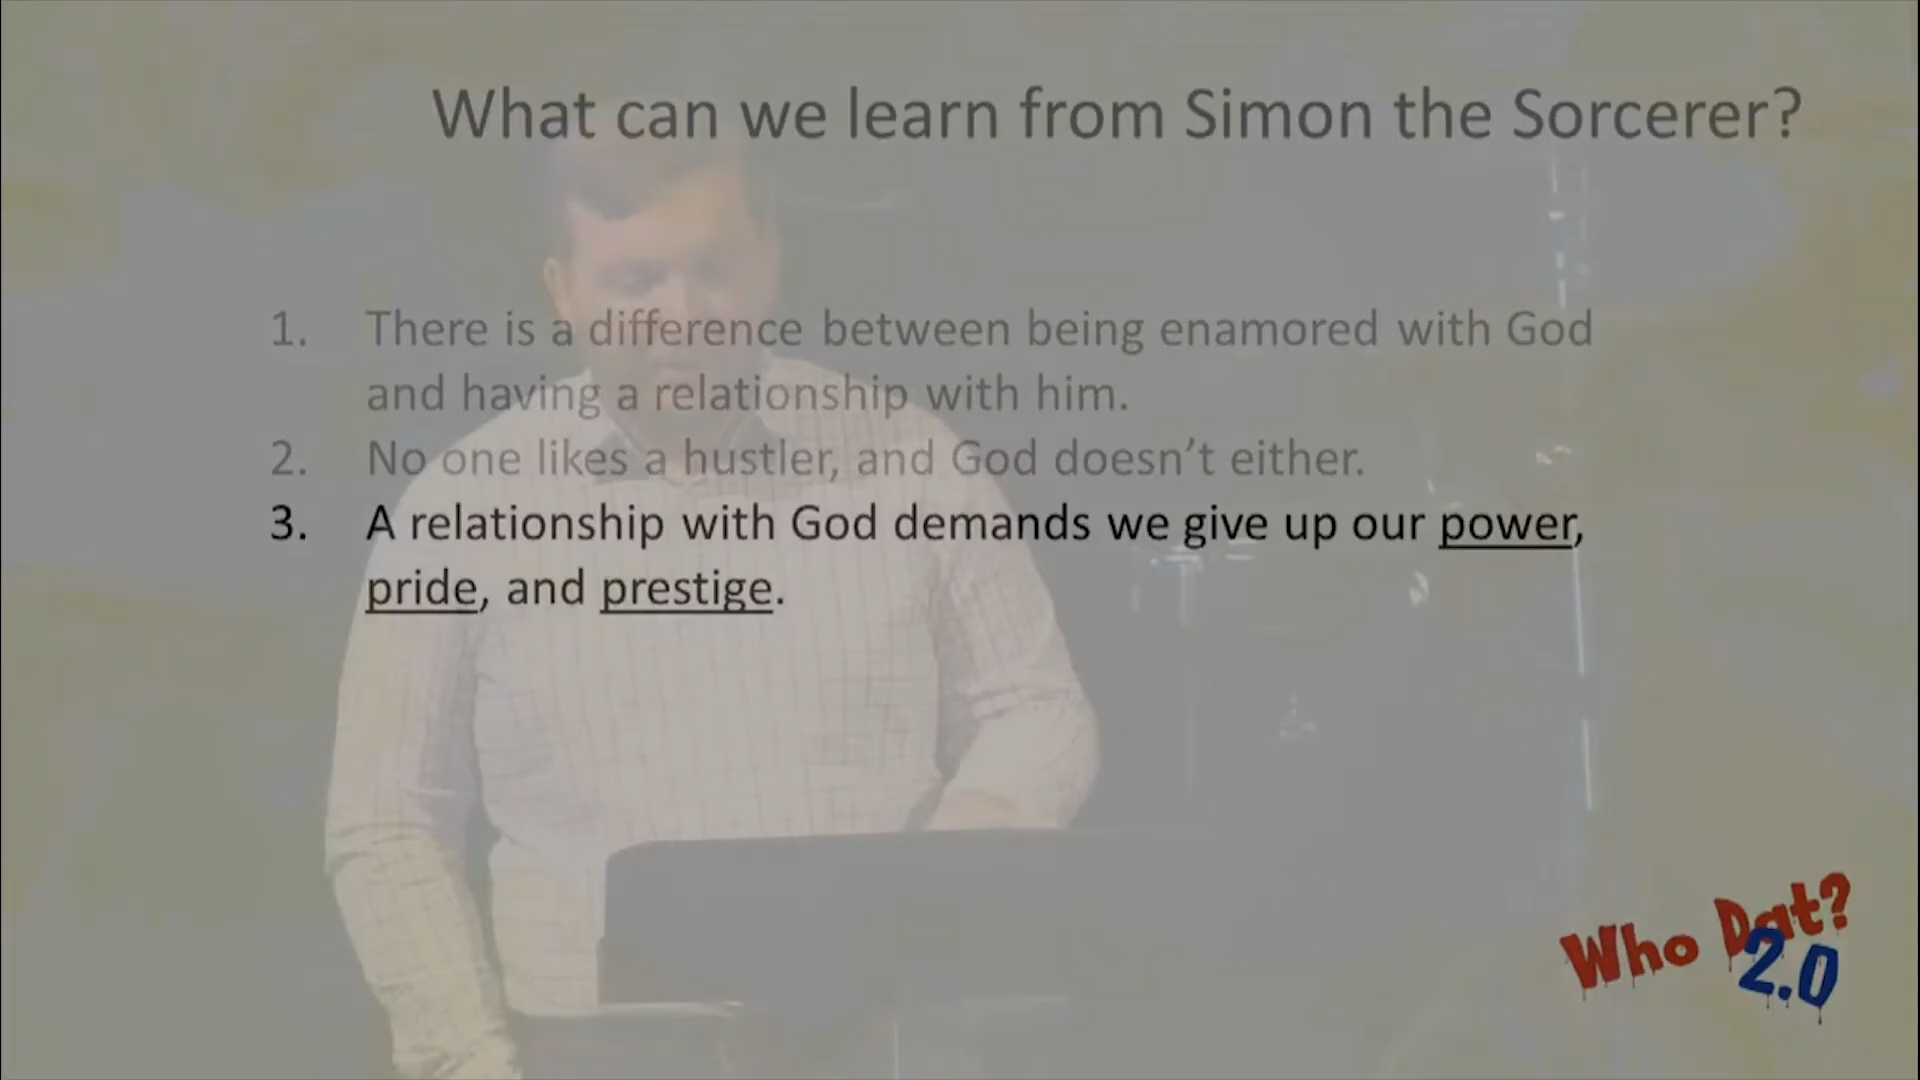 What can we learn from Simon the Sorcerer?
1. There is a difference between being enamored with God
and having a relationship with him.
2. No one likes a hustler, and God doesn’t either.
3. A relationship with God demands we give up our power,
pride, and prestige.
Who Dat?
2.0